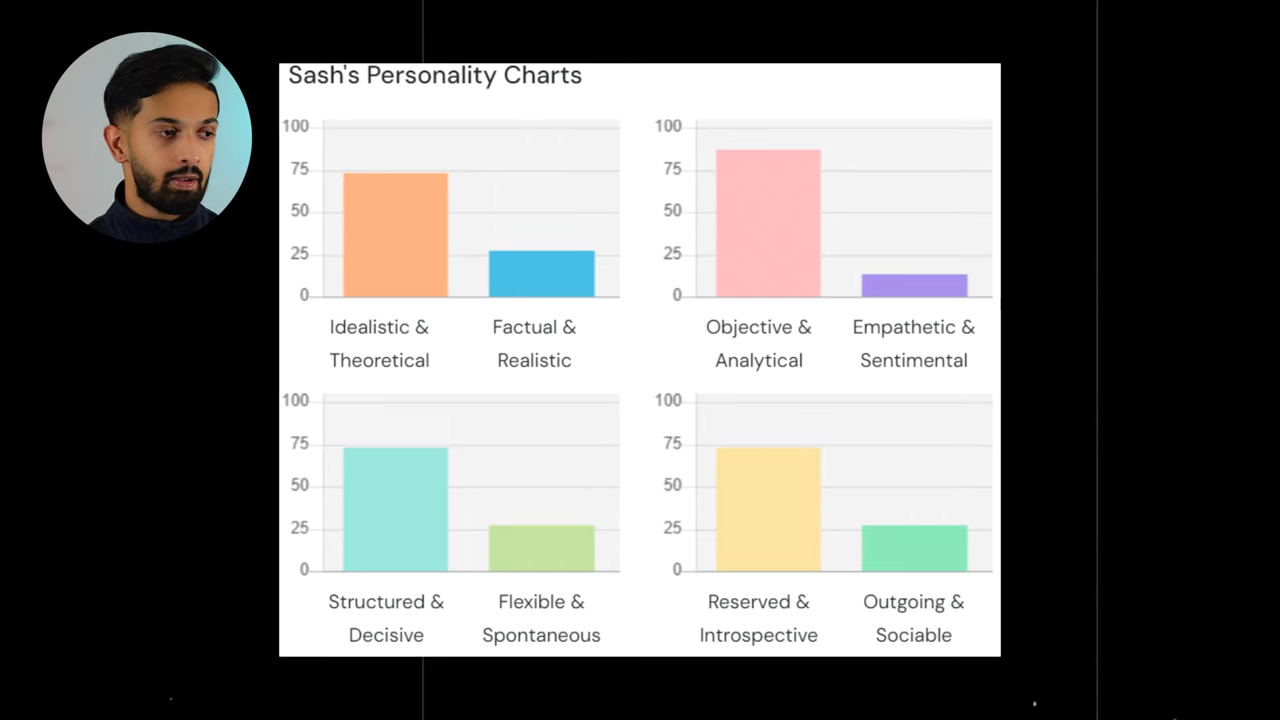 Sash's Personality Charts
100
75
50
25
0
Idealistic & Factual &
Theoretical Realistic
100
75
50
25
0
Objective & Empathetic &
Analytical Sentimental
100
75
50
25
0
Structured & Flexible &
Decisive Spontaneous
100
75
50
25
0
Reserved & Outgoing &
Introspective Sociable